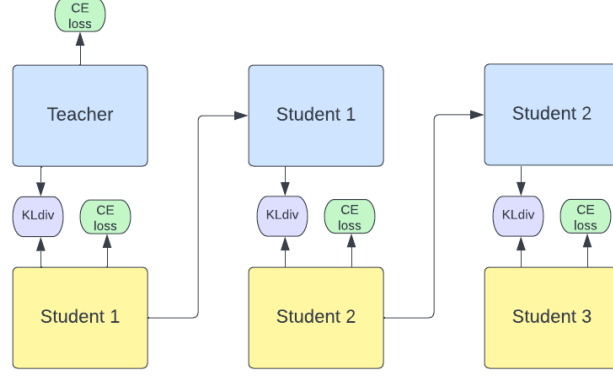 CE
loss
Teacher
Student 1
Student 2
KLdiv
CE
loss
KLdiv
CE
loss
KLdiv
CE
loss
Student 1
Student 2
Student 3